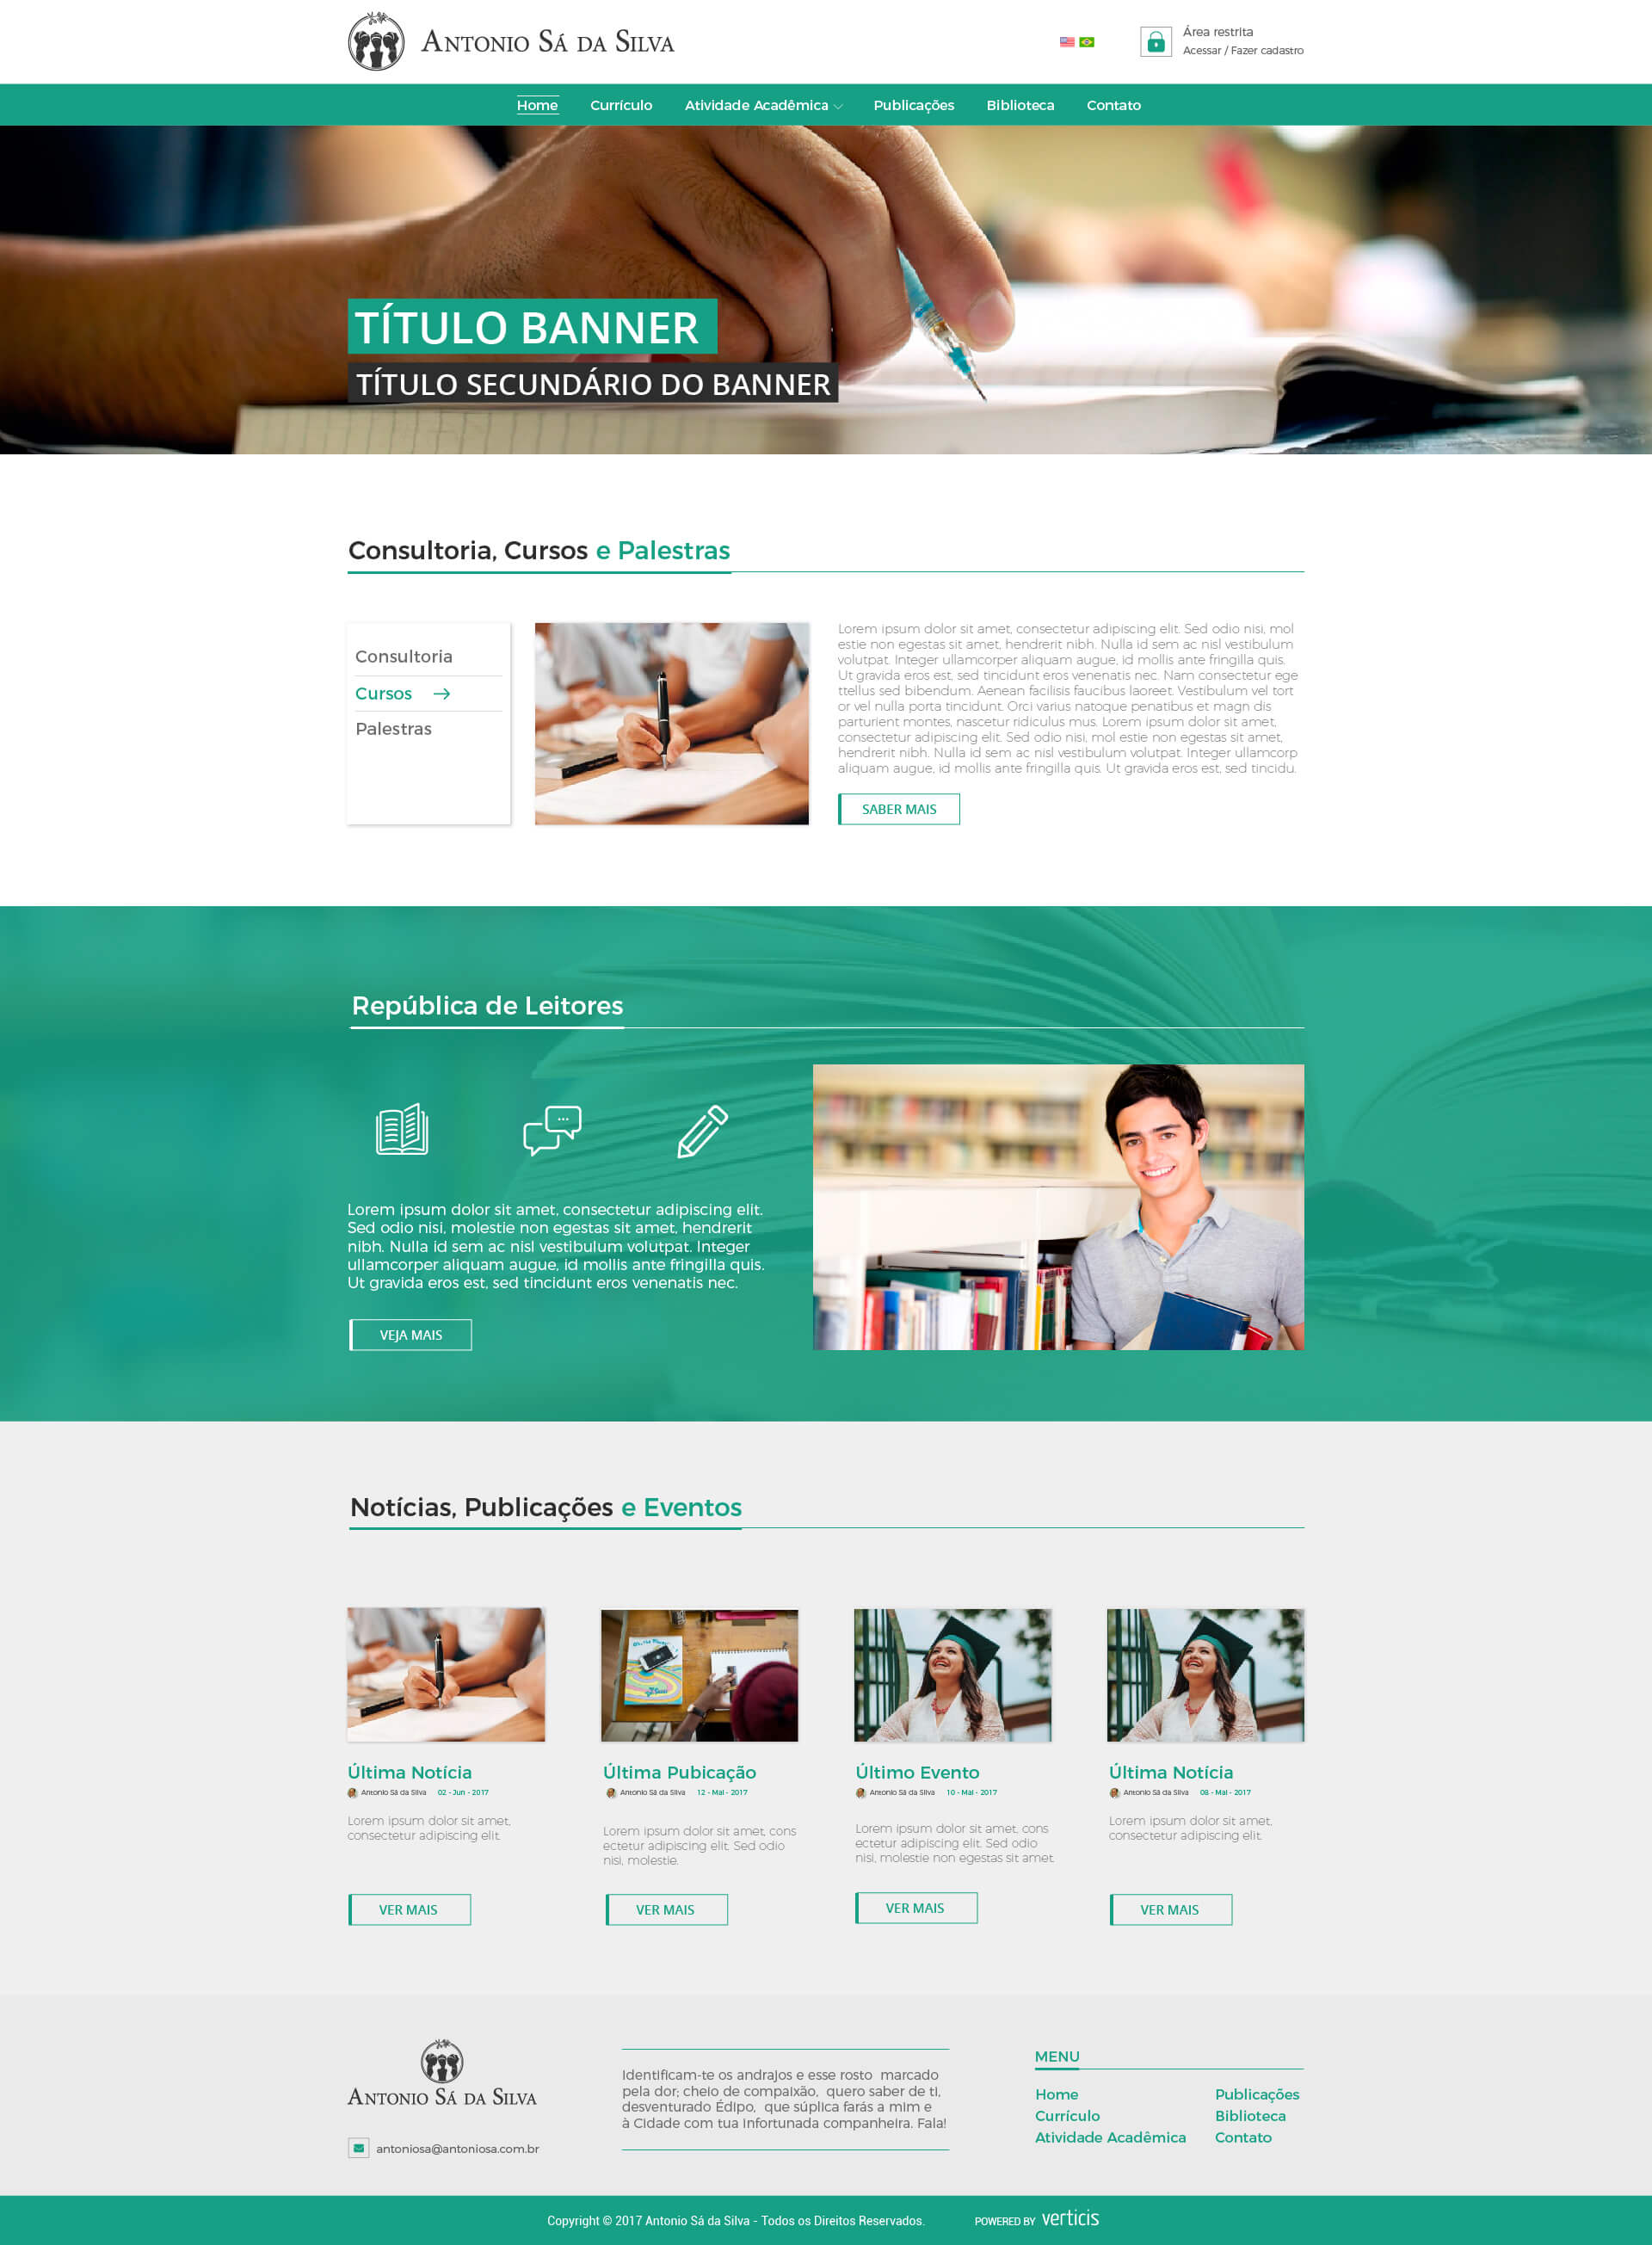 Antonio Sá da Silva
Área restrita
Acessar / Fazer cadastro
Home
Currículo
Atividade Acadêmica
Publicações
Biblioteca
Contato
TÍTULO BANNER
TÍTULO SECUNDÁRIO DO BANNER
Consultoria, Cursos e Palestras
Consultoria
Cursos
Palestras
Lorem ipsum dolor sit amet, consectetur adipiscing elit. Sed odio nisi, mol
estie non egestas sit amet, hendrerit nibh. Nulla id sem ac nisl vestibulum
volutpat. Integer ullamcorper aliquam augue, id mollis ante fringilla quis.
Ut gravida eros est, sed tincidunt eros venenatis nec. Nam consectetur ege
ttellus sed bibendum. Aenean facilisis faucibus laoreet. Vestibulum vel tort
or vel nulla porta tincidunt. Orci varius natoque penatibus et magn dis
parturient montes, nascetur ridiculus mus. Lorem ipsum dolor sit amet,
consectetur adipiscing elit. Sed odio nisi, mol estie non egestas sit amet,
hendrerit nibh. Nulla id sem ac nisl vestibulum volutpat. Integer ullamcorp
aliquam augue, id mollis ante fringilla quis. Ut gravida eros est, sed tincidu.
SABER MAIS
República de Leitores
Lorem ipsum dolor sit amet, consectetur adipiscing elit.
Sed odio nisi, molestie non egestas sit amet, hendrerit
nibh. Nulla id sem ac nisl vestibulum volutpat. Integer
ullamcorper aliquam augue, id mollis ante fringilla quis.
Ut gravida eros est, sed tincidunt eros venenatis nec.
VEJA MAIS
Notícias, Publicações e Eventos
Última Notícia
Antonio Sá da Silva 02 - Jun - 2017
Lorem ipsum dolor sit amet,
consectetur adipiscing elit.
VER MAIS
Última Pubicação
Antonio Sá da Silva 12 - Mai - 2017
Lorem ipsum dolor sit amet, cons
ectetur adipiscing elit. Sed odio
nisi, molestie.
VER MAIS
Último Evento
Antonio Sá da Silva 10 - Mai - 2017
Lorem ipsum dolor sit amet, cons
ectetur adipiscing elit. Sed odio
nisi, molestie non egestas sit amet.
VER MAIS
Última Notícia
Antonio Sá da Silva 08 - Mai - 2017
Lorem ipsum dolor sit amet,
consectetur adipiscing elit.
VER MAIS
Antonio Sá da Silva
antoniosa@antoniosa.com.br
Identificam-te os andrajos e esse rosto marcado
pela dor; cheio de compaixão, quero saber de ti,
desventurado Édipo, que súplica farás a mim e
à Cidade com tua infortunada companheira. Fala!
MENU
Home
Currículo
Atividade Acadêmica
Publicações
Biblioteca
Contato
Copyright © 2017 Antonio Sá da Silva - Todos os Direitos Reservados.
POWERED BY verticis